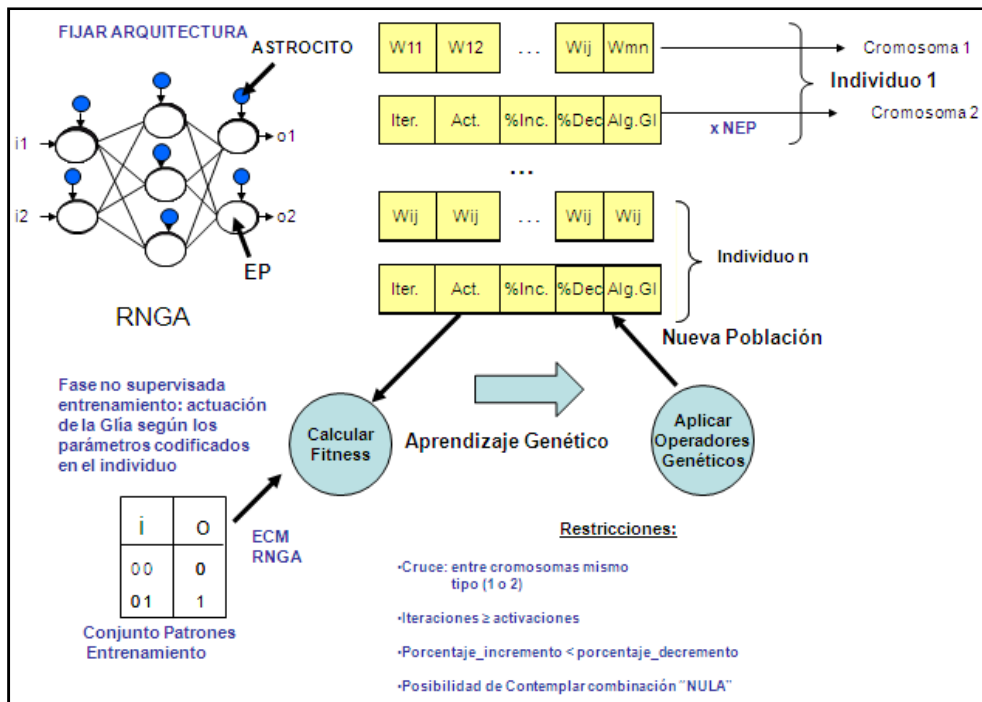 FIJAR ARQUITECTURA
ASTROCITO
i1
i2
o1
o2
EP
RNGA
W11 W12 ... Wij Wmn
Cromosoma 1
Individuo 1
Iter. Act. %Inc. %Dec Alg.Gl
x NEP
Cromosoma 2
...
Wij Wij ... Wij Wij
Individuo n
Iter. Act. %Inc. %Dec Alg.Gl
Nueva Población
Fase no supervisada
entrenamiento: actuación
de la Glía según los
parámetros codificados
en el individuo
Calcular
Fitness
Aprendizaje Genético
Aplicar
Operadores
Genéticos
i o
00 0
01 1
ECM
RNGA
Conjunto Patrones
Entrenamiento
Restricciones:
•Cruce: entre cromosomas mismo
tipo (1 o 2)
•Iteraciones ≥ activaciones
•Porcentaje_incremento < porcentaje_decremento
•Posibilidad de Contemplar combinación “NULA”